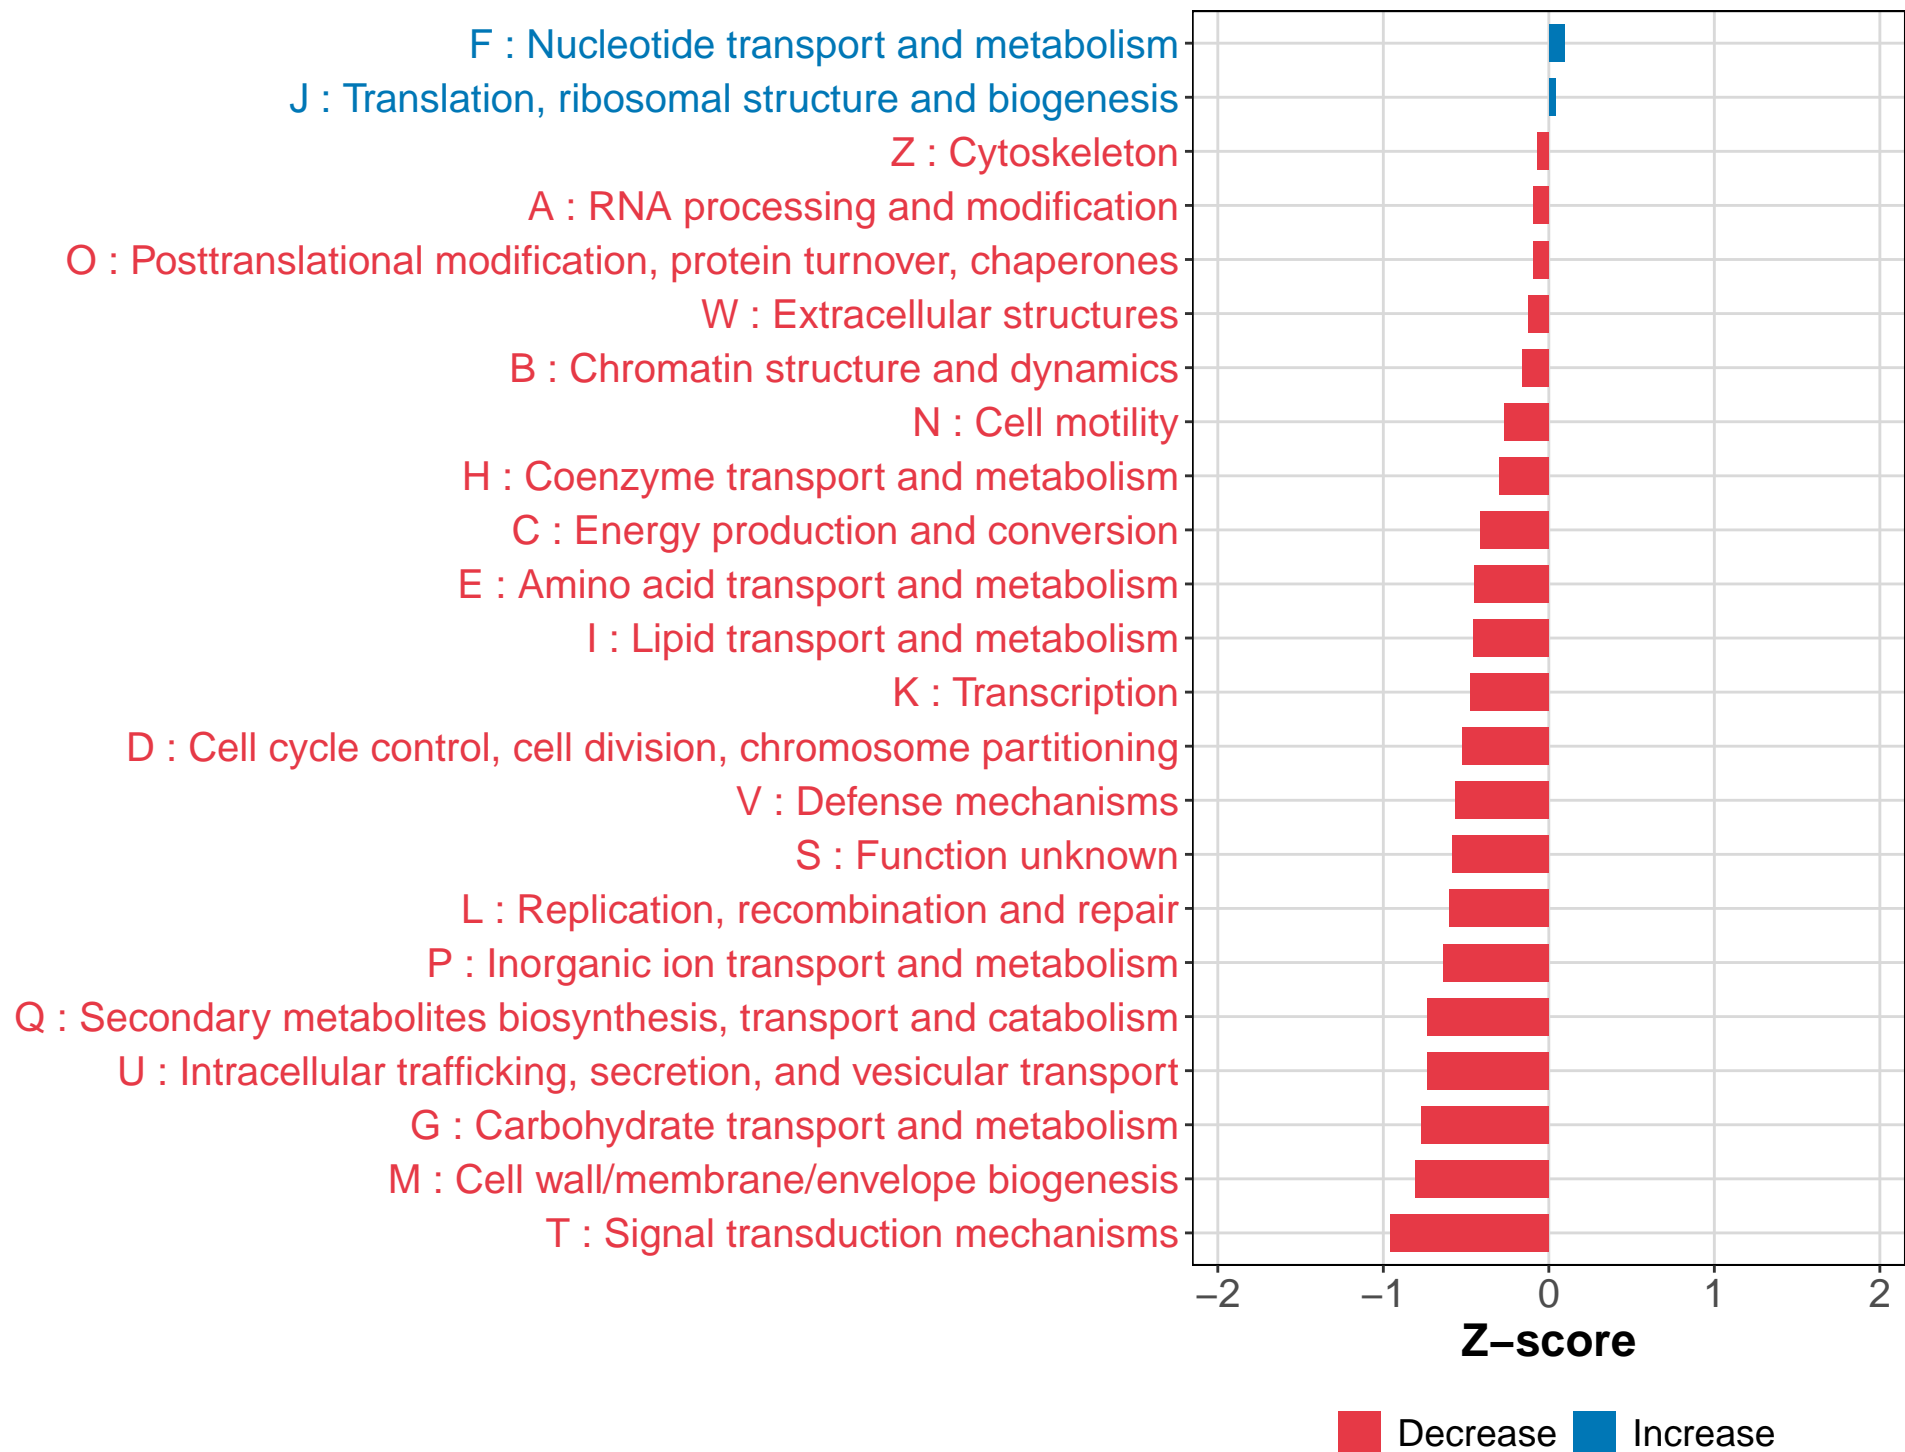 F : Nucleotide transport and metabolism
J : Translation, ribosomal structure and biogenesis
Z : Cytoskeleton
A : RNA processing and modification
O : Posttranslational modification, protein turnover, chaperones
W : Extracellular structures
B : Chromatin structure and dynamics
N : Cell motility
H : Coenzyme transport and metabolism
C : Energy production and conversion
E : Amino acid transport and metabolism
I : Lipid transport and metabolism
K : Transcription
D : Cell cycle control, cell division, chromosome partitioning
V : Defense mechanisms
S : Function unknown
L : Replication, recombination and repair
P : Inorganic ion transport and metabolism
Q : Secondary metabolites biosynthesis, transport and catabolism
U : Intracellular trafficking, secretion, and vesicular transport
G : Carbohydrate transport and metabolism
M : Cell wall/membrane/envelope biogenesis
T : Signal transduction mechanisms
−2 −1 0 1 2
Z−score
Decrease Increase